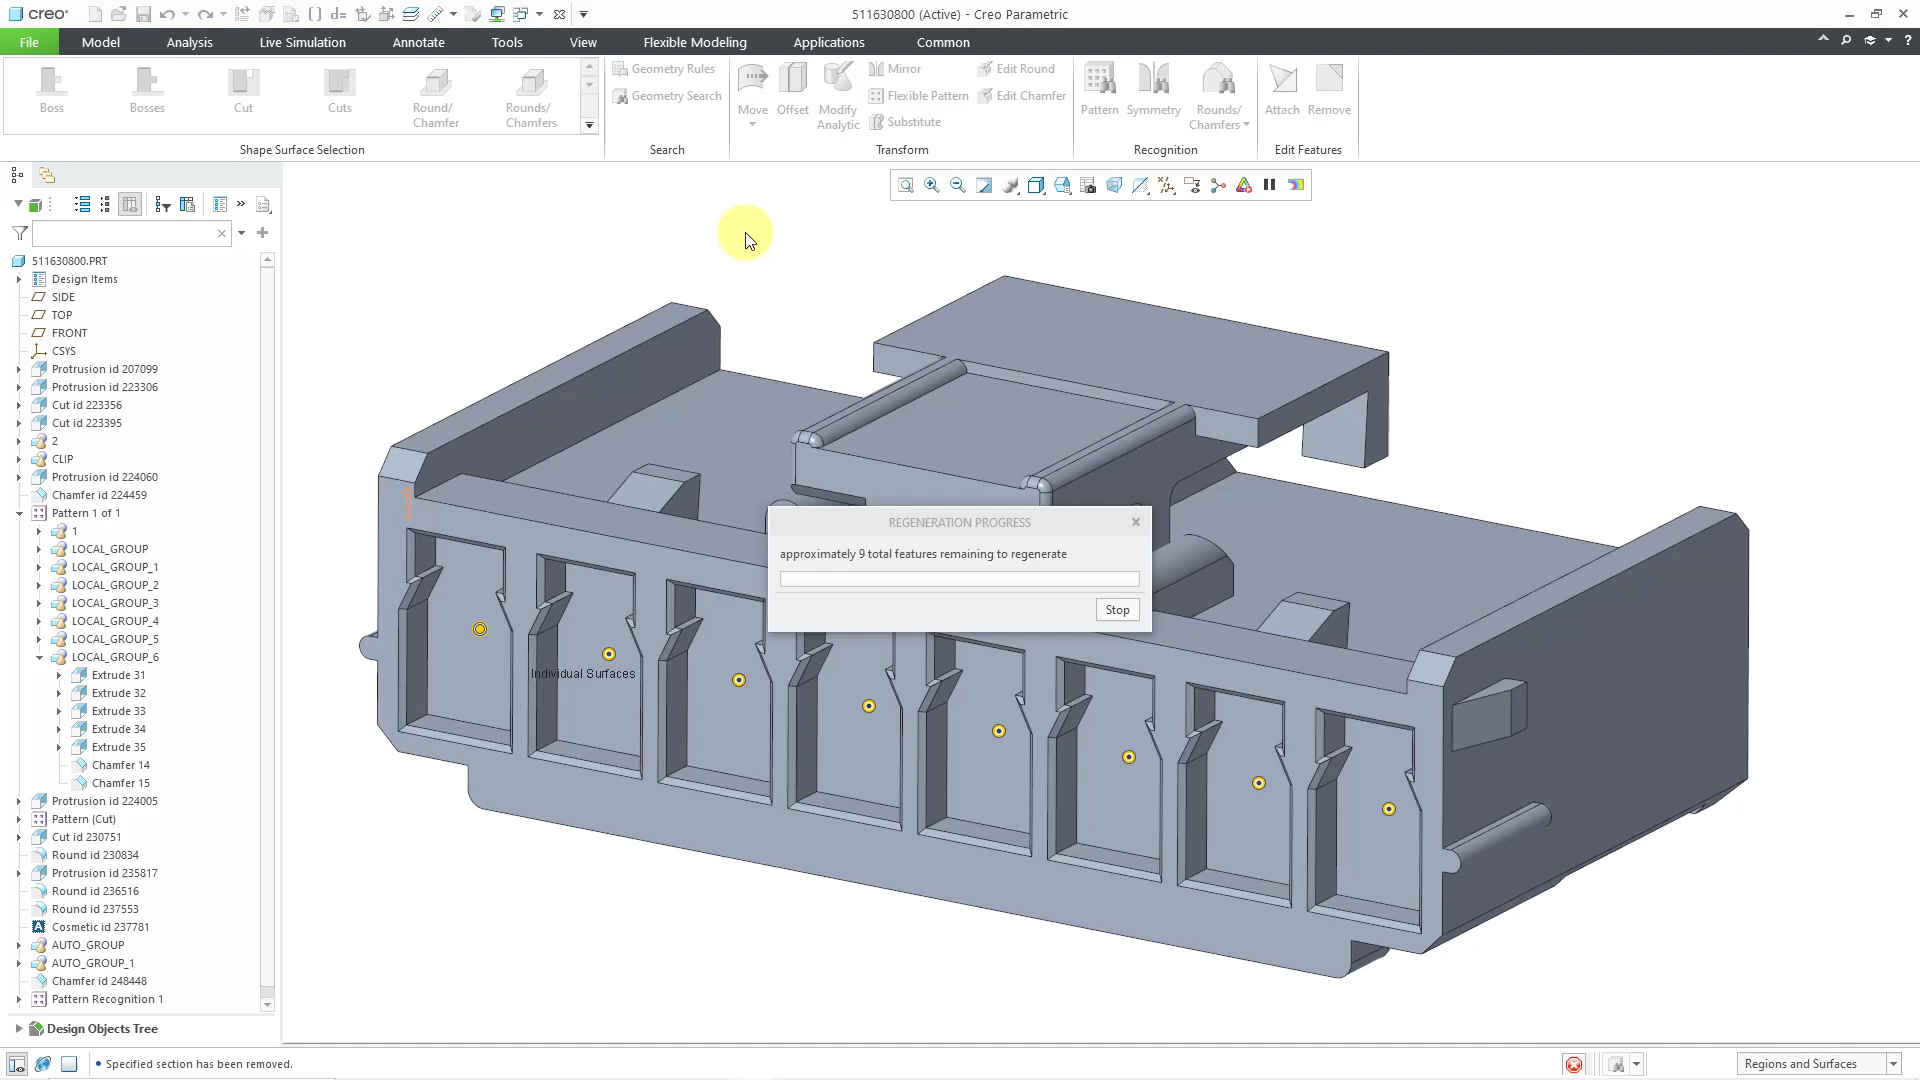 creo
511630800 (Active) - Creo Parametric
File
Model
Analysis
Live Simulation
Annotate
Tools
View
Flexible Modeling
Applications
Common
Boss
Bosses
Cut
Cuts
Round/
Chamfer
Rounds/
Chamfers
Shape Surface Selection
Geometry Rules
Geometry Search
Search
Move
Offset
Modify
Analytic
Mirror
Flexible Pattern
Substitute
Edit Round
Edit Chamfer
Transform
Pattern
Symmetry
Rounds/
Chamfers
Recognition
Attach
Remove
Edit Features
511630800.PRT
Design Items
SIDE
TOP
FRONT
CSYS
Protrusion id 207099
Protrusion id 223306
Cut id 223356
Cut id 223395
2
CLIP
Protrusion id 224060
Chamfer id 224459
Pattern 1 of 1
1
LOCAL_GROUP
LOCAL_GROUP_1
LOCAL_GROUP_2
LOCAL_GROUP_3
LOCAL_GROUP_4
LOCAL_GROUP_5
LOCAL_GROUP_6
Extrude 31
Extrude 32
Extrude 33
Extrude 34
Extrude 35
Chamfer 14
Chamfer 15
Protrusion id 224005
Pattern (Cut)
Cut id 230751
Round id 230834
Protrusion id 235817
Round id 236516
Round id 237553
Cosmetic id 237781
AUTO_GROUP
AUTO_GROUP_1
Chamfer id 248448
Pattern Recognition 1
Design Objects Tree
1
Individual Surfaces
REGENERATION PROGRESS
approximately 9 total features remaining to regenerate
Stop
• Specified section has been removed.
Regions and Surfaces